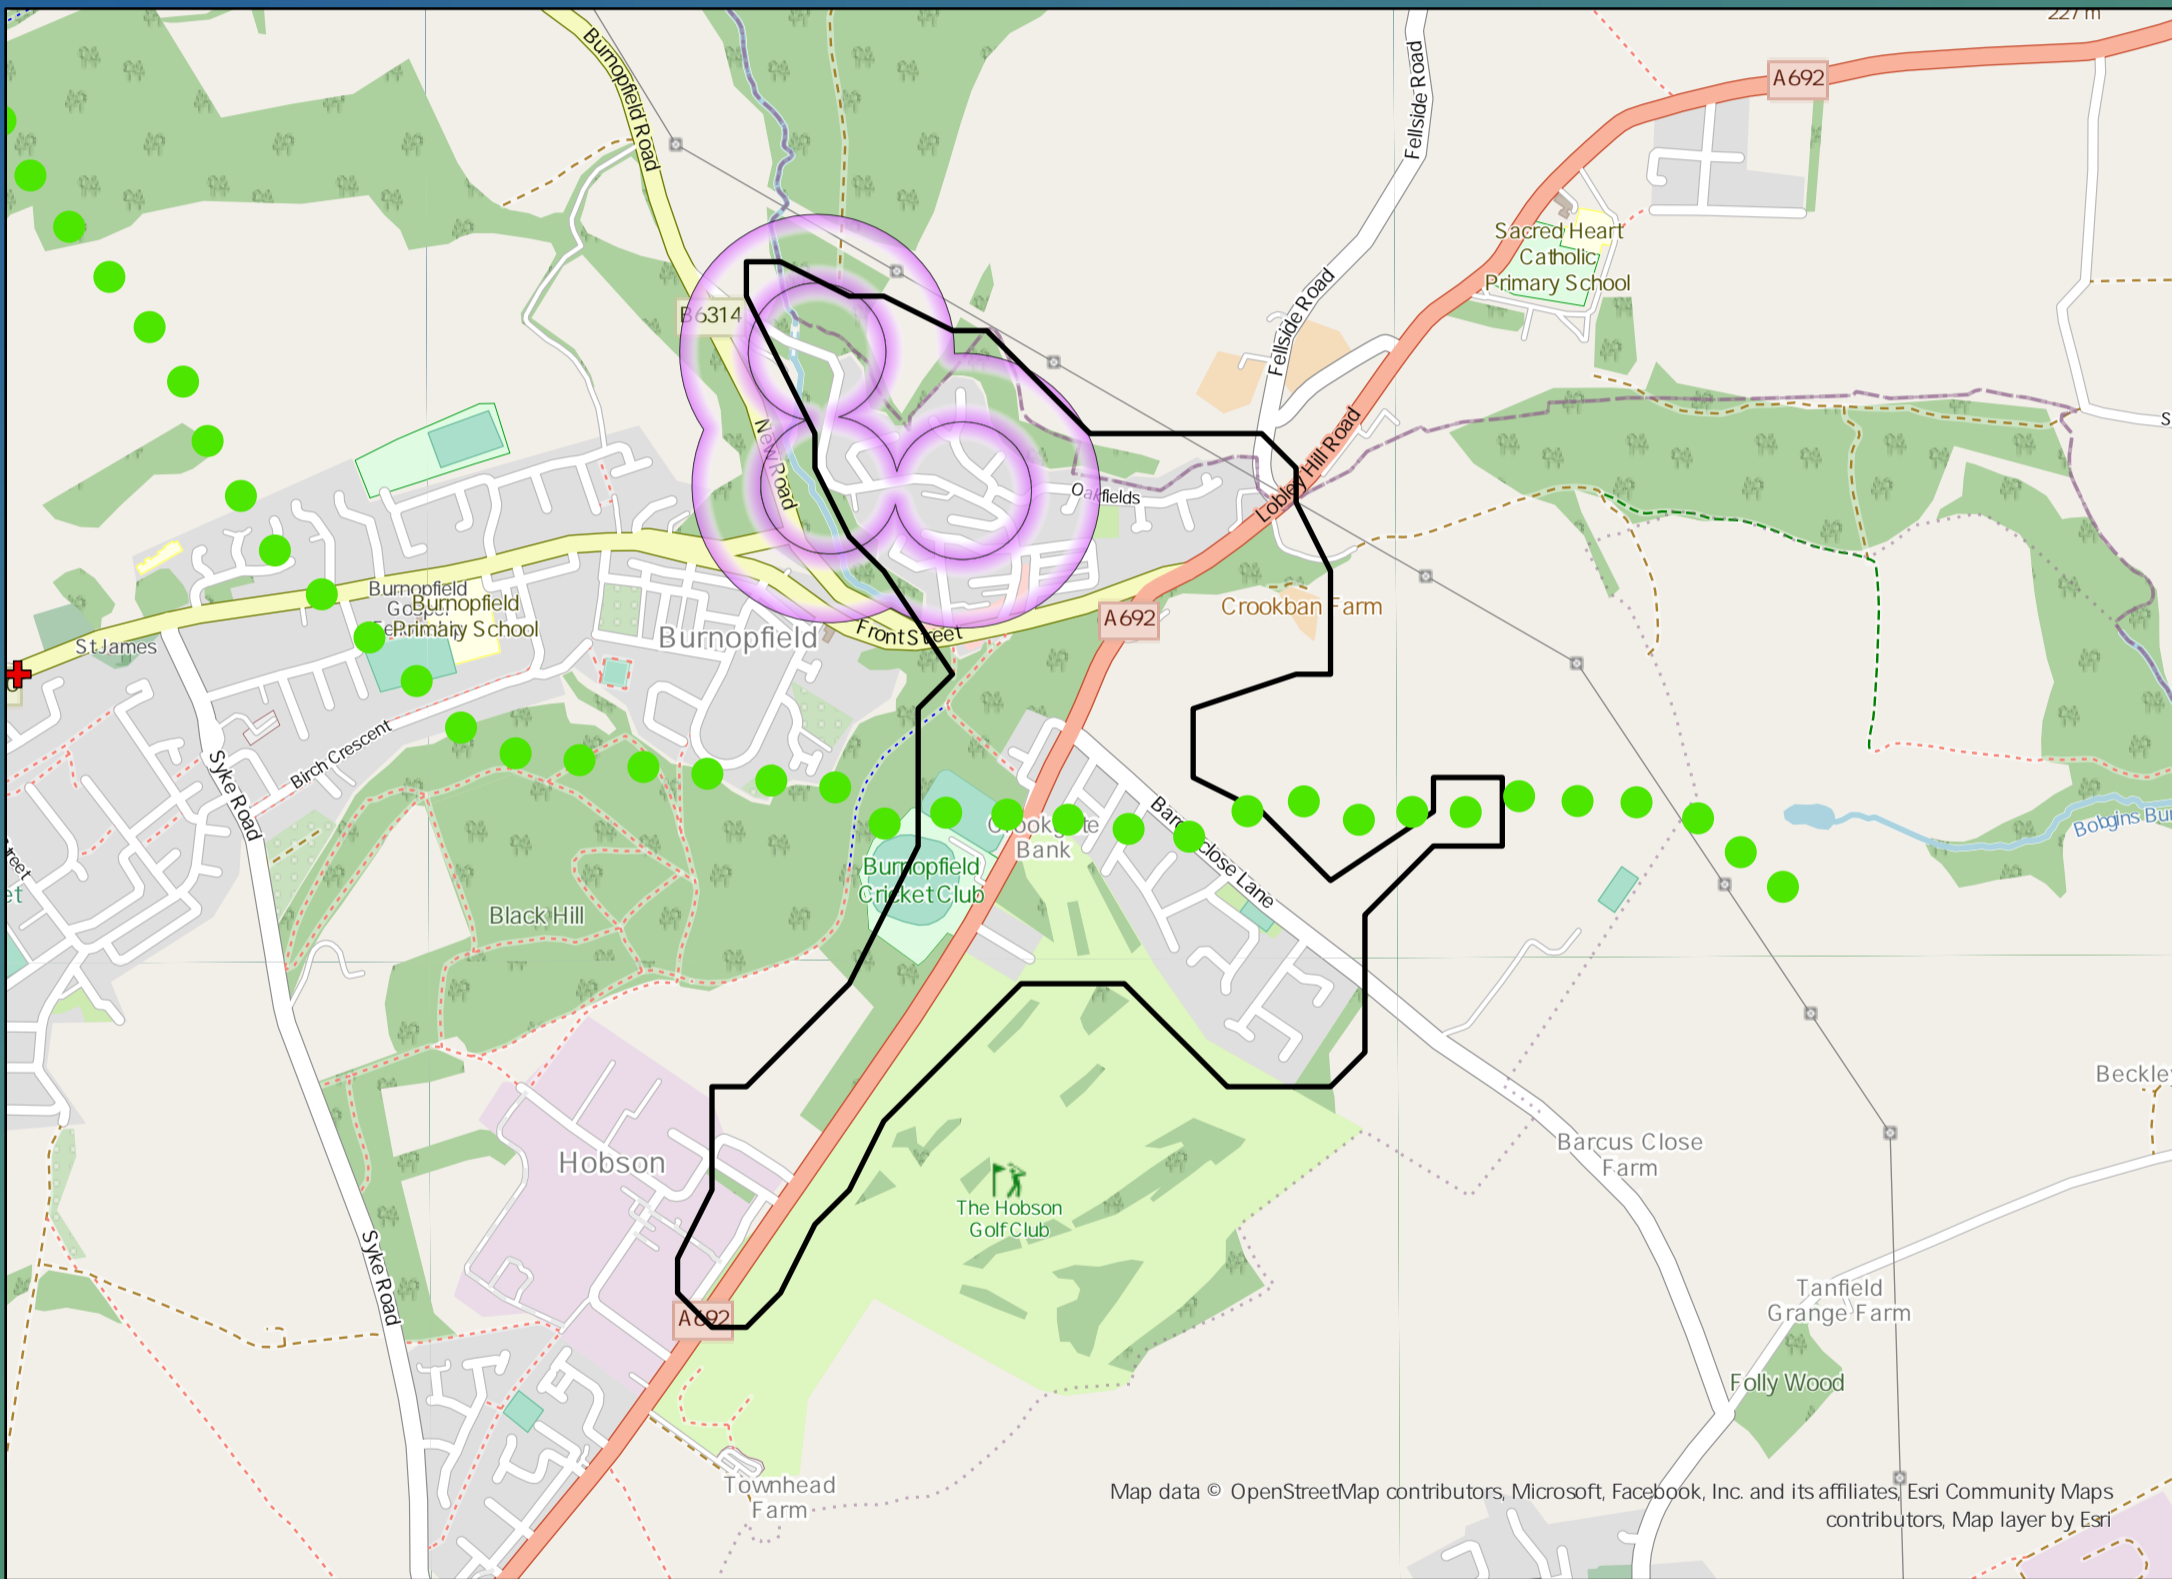 227 m
Burnopfield Road
Fellside Road
A692
Sacred Heart
Catholic
Primary School
B6314
Fellside Road
New Road
Lobley Hill Road
Oakfields
Burnopfield
Burnopfield
Primary School
St James
Burnopfield
Front Street
A692
Crookban Farm
Syke Road
Birch Crescent
Crookgate
Bank
Barcus Close Lane
Bobgins Bur
Burnopfield
Cricket Club
Black Hill
Beckle
Hobson
Barcus Close
Farm
The Hobson
Golf Club
Syke Road
A692
Tanfield
Grange Farm
Folly Wood
Townhead
Farm
Map data © OpenStreetMap contributors, Microsoft, Facebook, Inc. and its affiliates, Esri Community Maps
contributors, Map layer by Esri